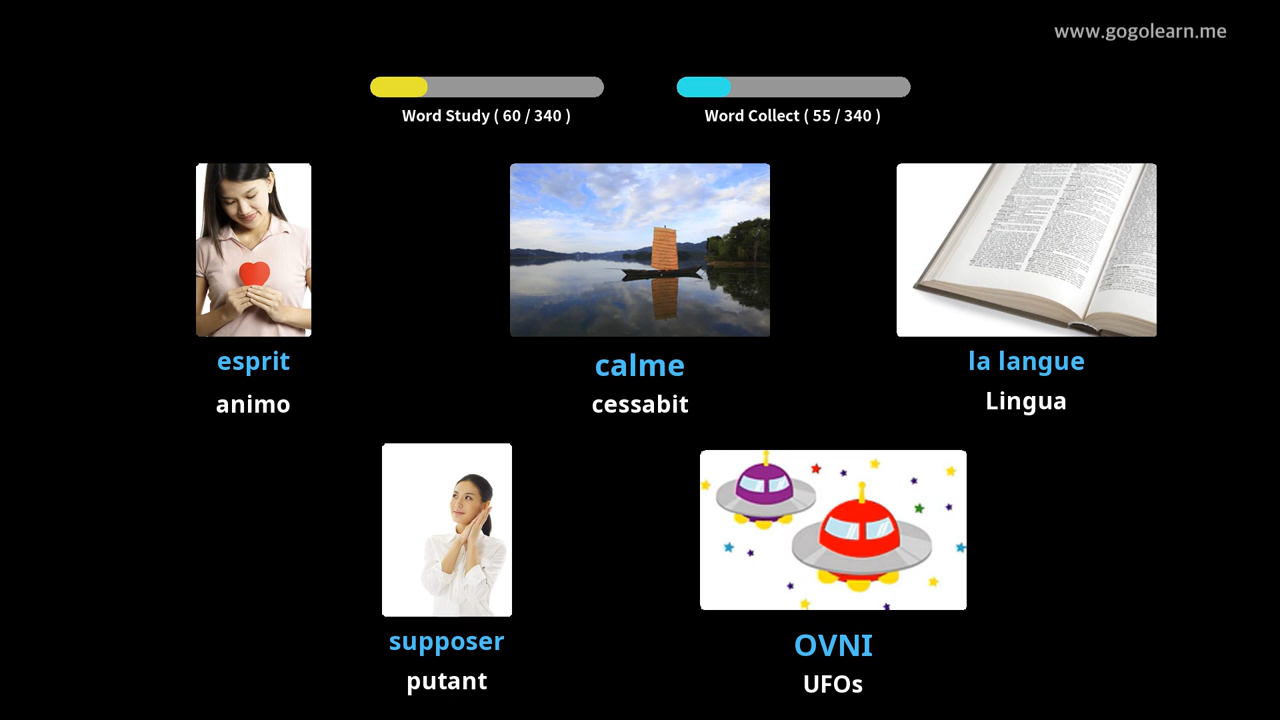 www.gogolearn.me
Word Study ( 60 / 340 )
Word Collect ( 55 / 340 )
esprit
animo
calme
cessabit
la langue
Lingua
supposer
putant
OVNI
UFOs